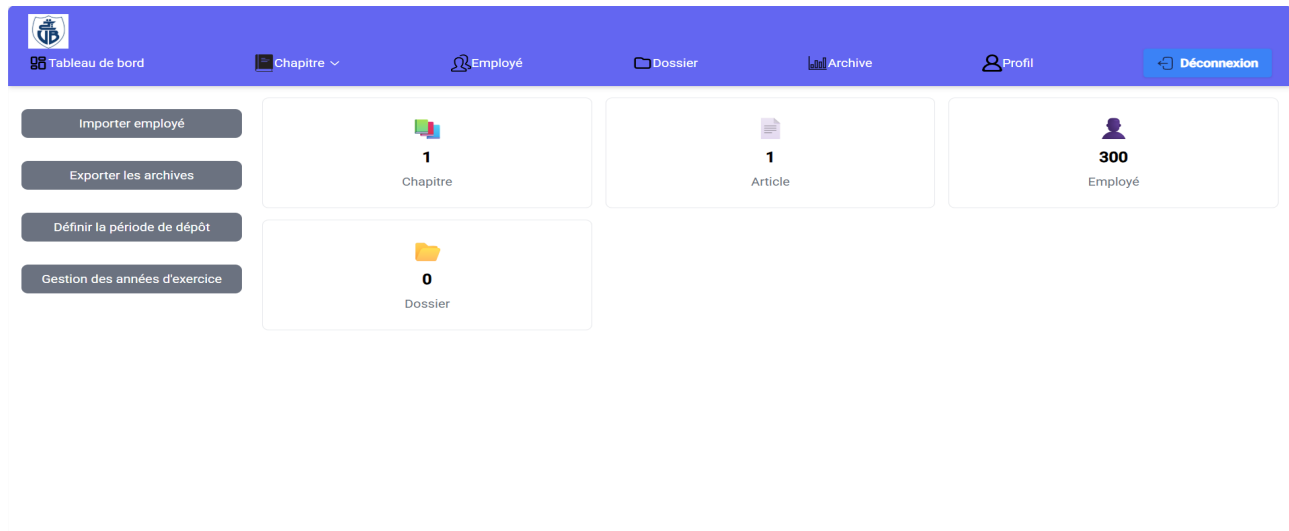 UB
Tableau de bord
Chapitre
Employé
Dossier
Archive
Profil
Déconnexion
Importer employé
Exporter les archives
Définir la période de dépôt
Gestion des années d'exercice
1
Chapitre
1
Article
300
Employé
0
Dossier